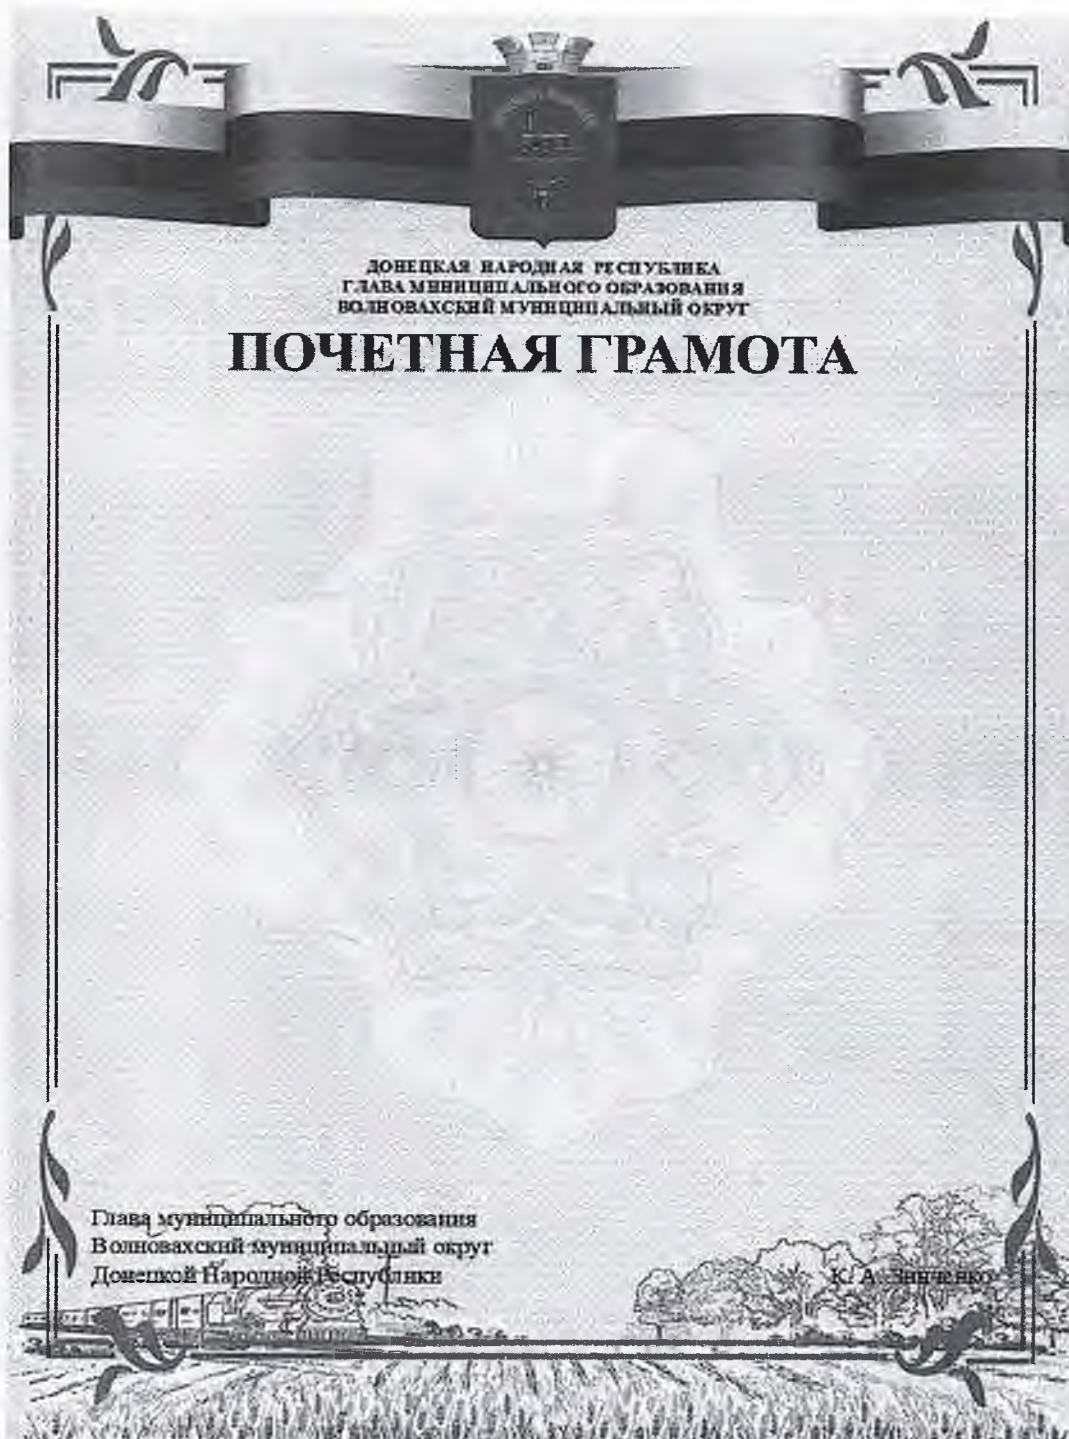 ДОНЕЦКАЯ НАРОДНАЯ РЕСПУБЛИКА
ГЛАВА МУНИЦИПАЛЬНОГО ОБРАЗОВАНИЯ
ВОЛНОВАХСКИЙ МУНИЦИПАЛЬНЫЙ ОКРУГ
ПОЧЕТНАЯ ГРАМОТА
Глава муниципального образования
Волновахский муниципальный округ
Донецкой Народной Республики
К. А. Зинченко